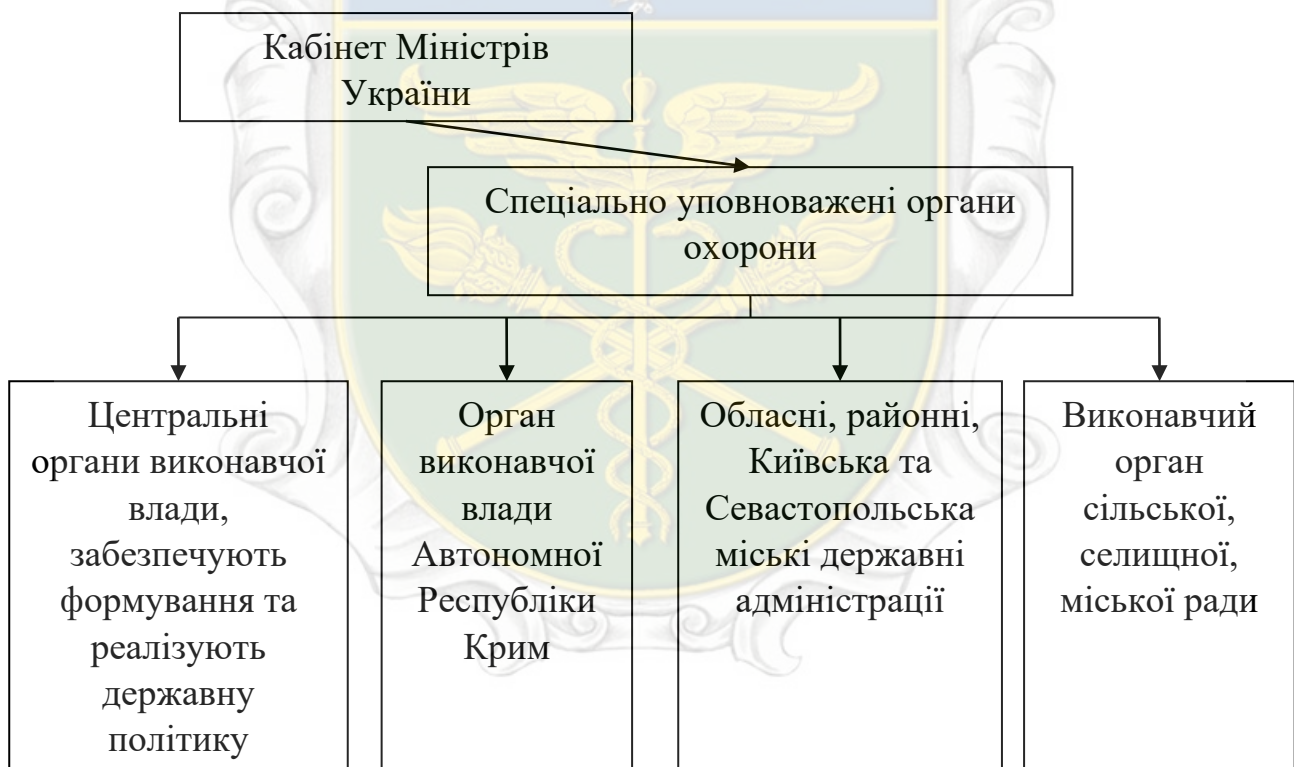 Кабінет Міністрів
України
Спеціально уповноважені органи
охорони
Центральні
органи виконавчої
влади,
забезпечують
формування та
реалізують
державну
політику
Орган
виконавчої
влади
Автономної
Республіки
Крим
Обласні, районні,
Київська та
Севастопольська
міські державні
адміністрації
Виконавчий
орган
сільської,
селищної,
міської ради